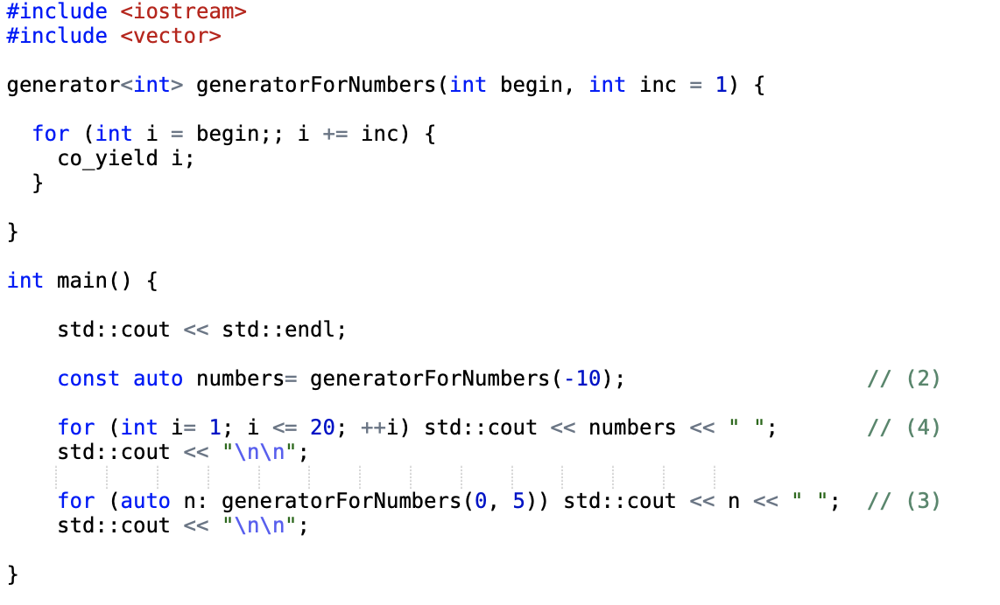 #include <iostream>
#include <vector>
generator<int> generatorForNumbers(int begin, int inc = 1) {
  for (int i = begin;; i += inc) {
    co_yield i;
  }
}
int main() {
    std::cout << std::endl;
    const auto numbers= generatorForNumbers(-10);                   // (2)
    for (int i= 1; i <= 20; ++i) std::cout << numbers << " ";       // (4)
    std::cout << "\n\n";
    for (auto n: generatorForNumbers(0, 5)) std::cout << n << " ";  // (3)
    std::cout << "\n\n";
}